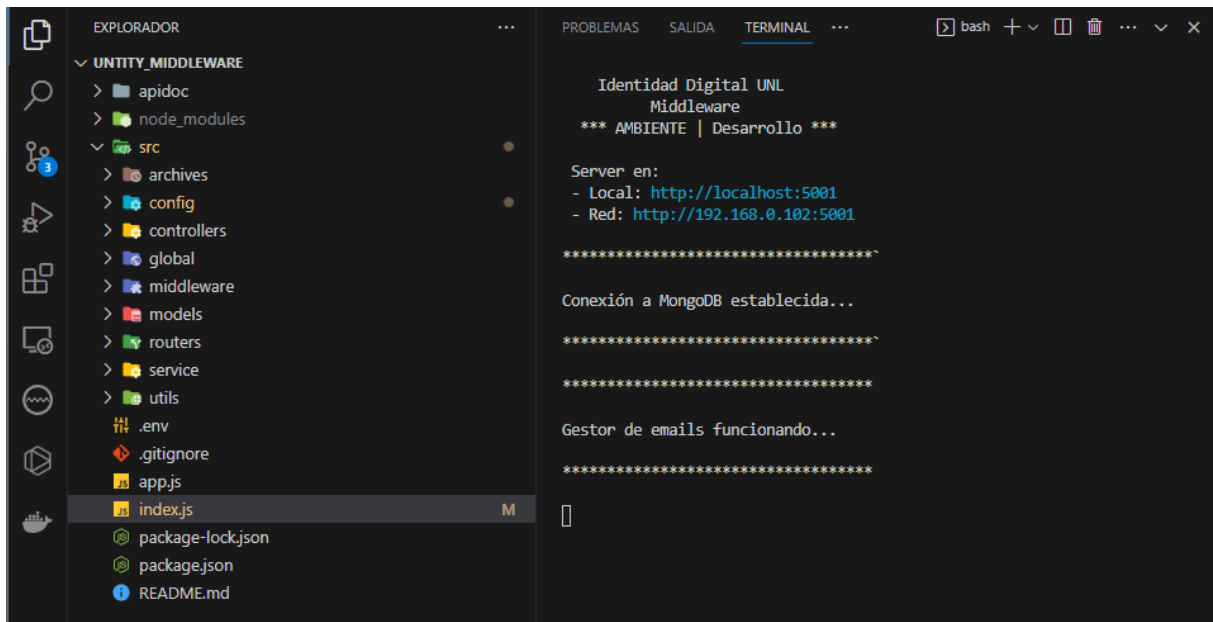 EXPLORADOR
UNTITY_MIDDLEWARE
apidoc
node_modules
src
archives
config
controllers
global
middleware
models
routers
service
utils
.env
.gitignore
JS app.js
JS index.js M
package-lock.json
package.json
README.md
3
PROBLEMAS SALIDA TERMINAL ··· bash
Identidad Digital UNL
Middleware
*** AMBIENTE | Desarrollo ***
Server en:
- Local: http://localhost:5001
- Red: http://192.168.0.102:5001
***********************************`
Conexión a MongoDB establecida...
***********************************`
***********************************
Gestor de emails funcionando...
***********************************